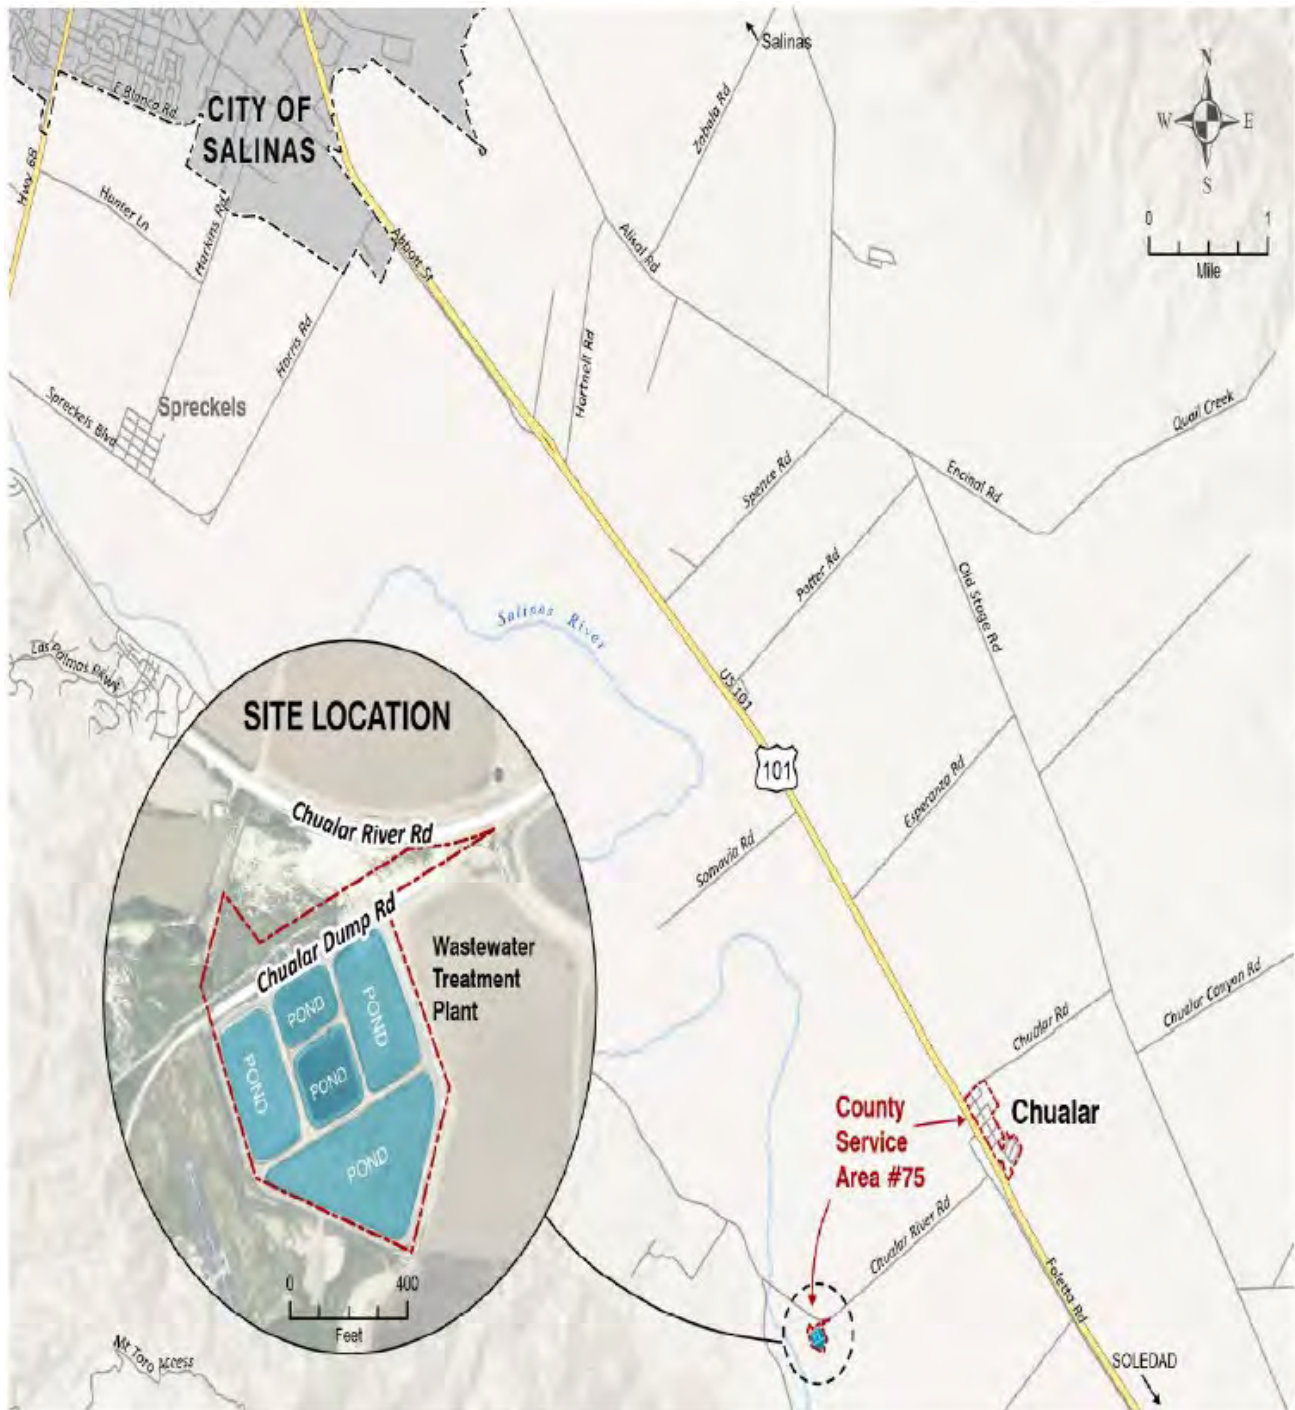 Salinas
N
W E
S
0 1
Mile
E Blanco Rd
CITY OF
SALINAS
Hwy 68
Hunter Ln
Harkins Rd
Zabala Rd
Alisal Rd
Abbott St
Harris Rd
Hartnell Rd
Spreckels
Spreckels Blvd
Quail Creek
Spence Rd
Encinal Rd
Potter Rd
Old Stage Rd
Salinas River
Las Palmas Pkwy
US 101
101
Esperanza Rd
Somavia Rd
SITE LOCATION
Chualar River Rd
Chualar Dump Rd
Wastewater
Treatment
Plant
POND
POND
POND
POND
POND
0 400
Feet
Chualar Canyon Rd
Chualar Rd
County
Service
Area #75
Chualar
Chualar River Rd
Foletta Rd
SOLEDAD
Mt Toro Access